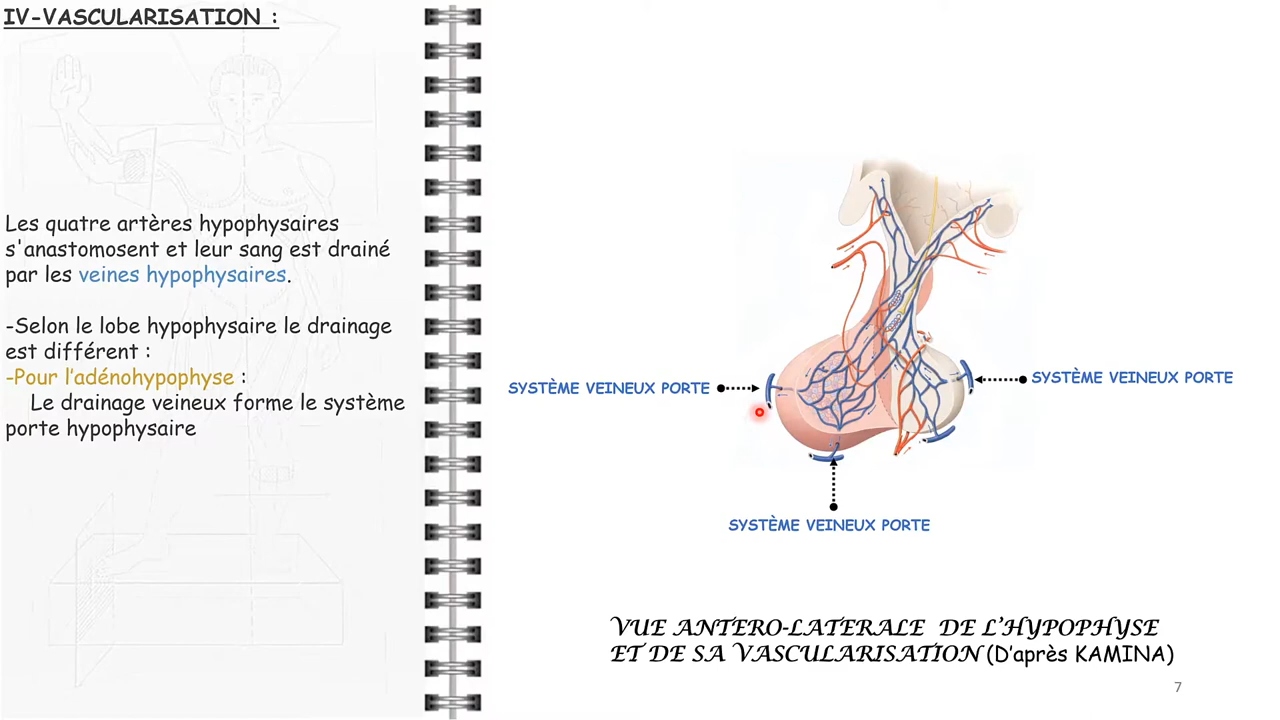 IV-VASCULARISATION :
Les quatre artères hypophysaires
s'anastomosent et leur sang est drainé
par les veines hypophysaires.
-Selon le lobe hypophysaire le drainage
est différent :
-Pour l’adénohypophyse :
Le drainage veineux forme le système
porte hypophysaire
SYSTÈME VEINEUX PORTE
SYSTÈME VEINEUX PORTE
SYSTÈME VEINEUX PORTE
VUE ANTERO-LATERALE DE L’HYPOPHYSE
ET DE SA VASCULARISATION (D’après KAMINA)
7